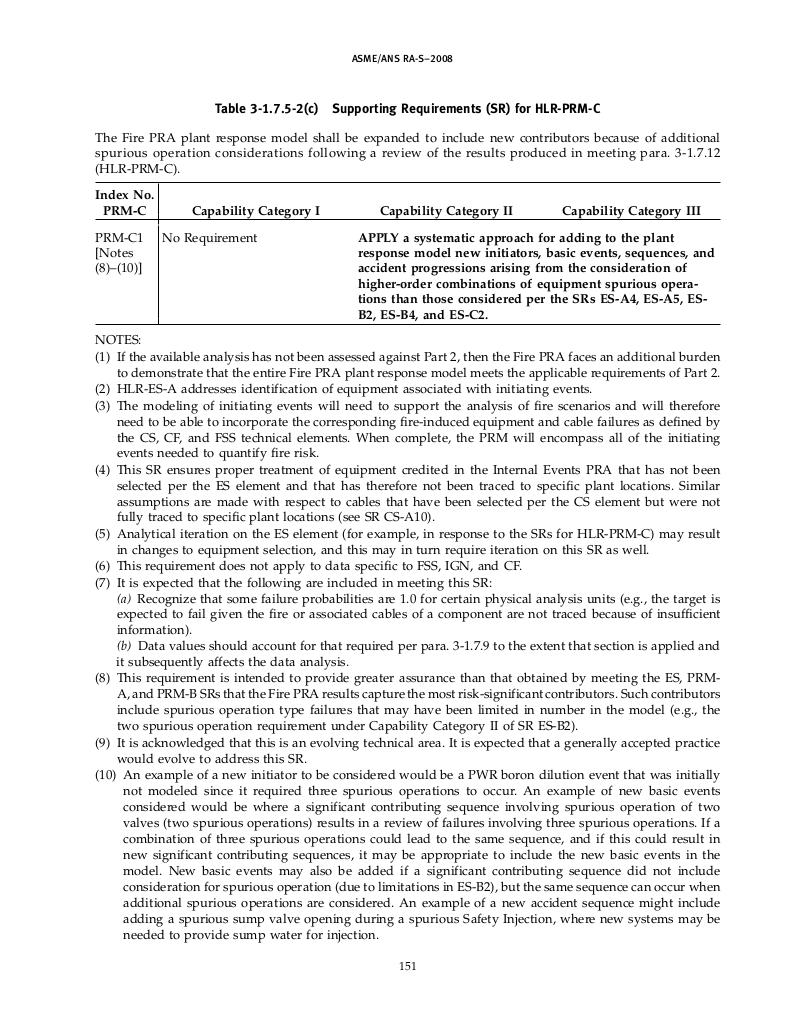 ASME/ANS RA-S–2008
Table 3-1.7.5-2(c) Supporting Requirements (SR) for HLR-PRM-C
The Fire PRA plant response model shall be expanded to include new contributors because of additional
spurious operation considerations following a review of the results produced in meeting para. 3-1.7.12
(HLR-PRM-C).
Index No.
PRM-C Capability Category I Capability Category II Capability Category III
PRM-C1 No Requirement APPLY a systematic approach for adding to the plant
[Notes response model new initiators, basic events, sequences, and
(8)–(10)] accident progressions arising from the consideration of
higher-order combinations of equipment spurious opera-
tions than those considered per the SRs ES-A4, ES-A5, ES-
B2, ES-B4, and ES-C2.
NOTES:
(1) If the available analysis has not been assessed against Part 2, then the Fire PRA faces an additional burden
to demonstrate that the entire Fire PRA plant response model meets the applicable requirements of Part 2.
(2) HLR-ES-A addresses identification of equipment associated with initiating events.
(3) The modeling of initiating events will need to support the analysis of fire scenarios and will therefore
need to be able to incorporate the corresponding fire-induced equipment and cable failures as defined by
the CS, CF, and FSS technical elements. When complete, the PRM will encompass all of the initiating
events needed to quantify fire risk.
(4) This SR ensures proper treatment of equipment credited in the Internal Events PRA that has not been
selected per the ES element and that has therefore not been traced to specific plant locations. Similar
assumptions are made with respect to cables that have been selected per the CS element but were not
fully traced to specific plant locations (see SR CS-A10).
(5) Analytical iteration on the ES element (for example, in response to the SRs for HLR-PRM-C) may result
in changes to equipment selection, and this may in turn require iteration on this SR as well.
(6) This requirement does not apply to data specific to FSS, IGN, and CF.
(7) It is expected that the following are included in meeting this SR:
(a) Recognize that some failure probabilities are 1.0 for certain physical analysis units (e.g., the target is
expected to fail given the fire or associated cables of a component are not traced because of insufficient
information).
(b) Data values should account for that required per para. 3-1.7.9 to the extent that section is applied and
it subsequently affects the data analysis.
(8) This requirement is intended to provide greater assurance than that obtained by meeting the ES, PRM-
A, and PRM-B SRs that the Fire PRA results capture the most risk-significant contributors. Such contributors
include spurious operation type failures that may have been limited in number in the model (e.g., the
two spurious operation requirement under Capability Category II of SR ES-B2).
(9) It is acknowledged that this is an evolving technical area. It is expected that a generally accepted practice
would evolve to address this SR.
(10) An example of a new initiator to be considered would be a PWR boron dilution event that was initially
not modeled since it required three spurious operations to occur. An example of new basic events
considered would be where a significant contributing sequence involving spurious operation of two
valves (two spurious operations) results in a review of failures involving three spurious operations. If a
combination of three spurious operations could lead to the same sequence, and if this could result in
new significant contributing sequences, it may be appropriate to include the new basic events in the
model. New basic events may also be added if a significant contributing sequence did not include
consideration for spurious operation (due to limitations in ES-B2), but the same sequence can occur when
additional spurious operations are considered. An example of a new accident sequence might include
adding a spurious sump valve opening during a spurious Safety Injection, where new systems may be
needed to provide sump water for injection.
151